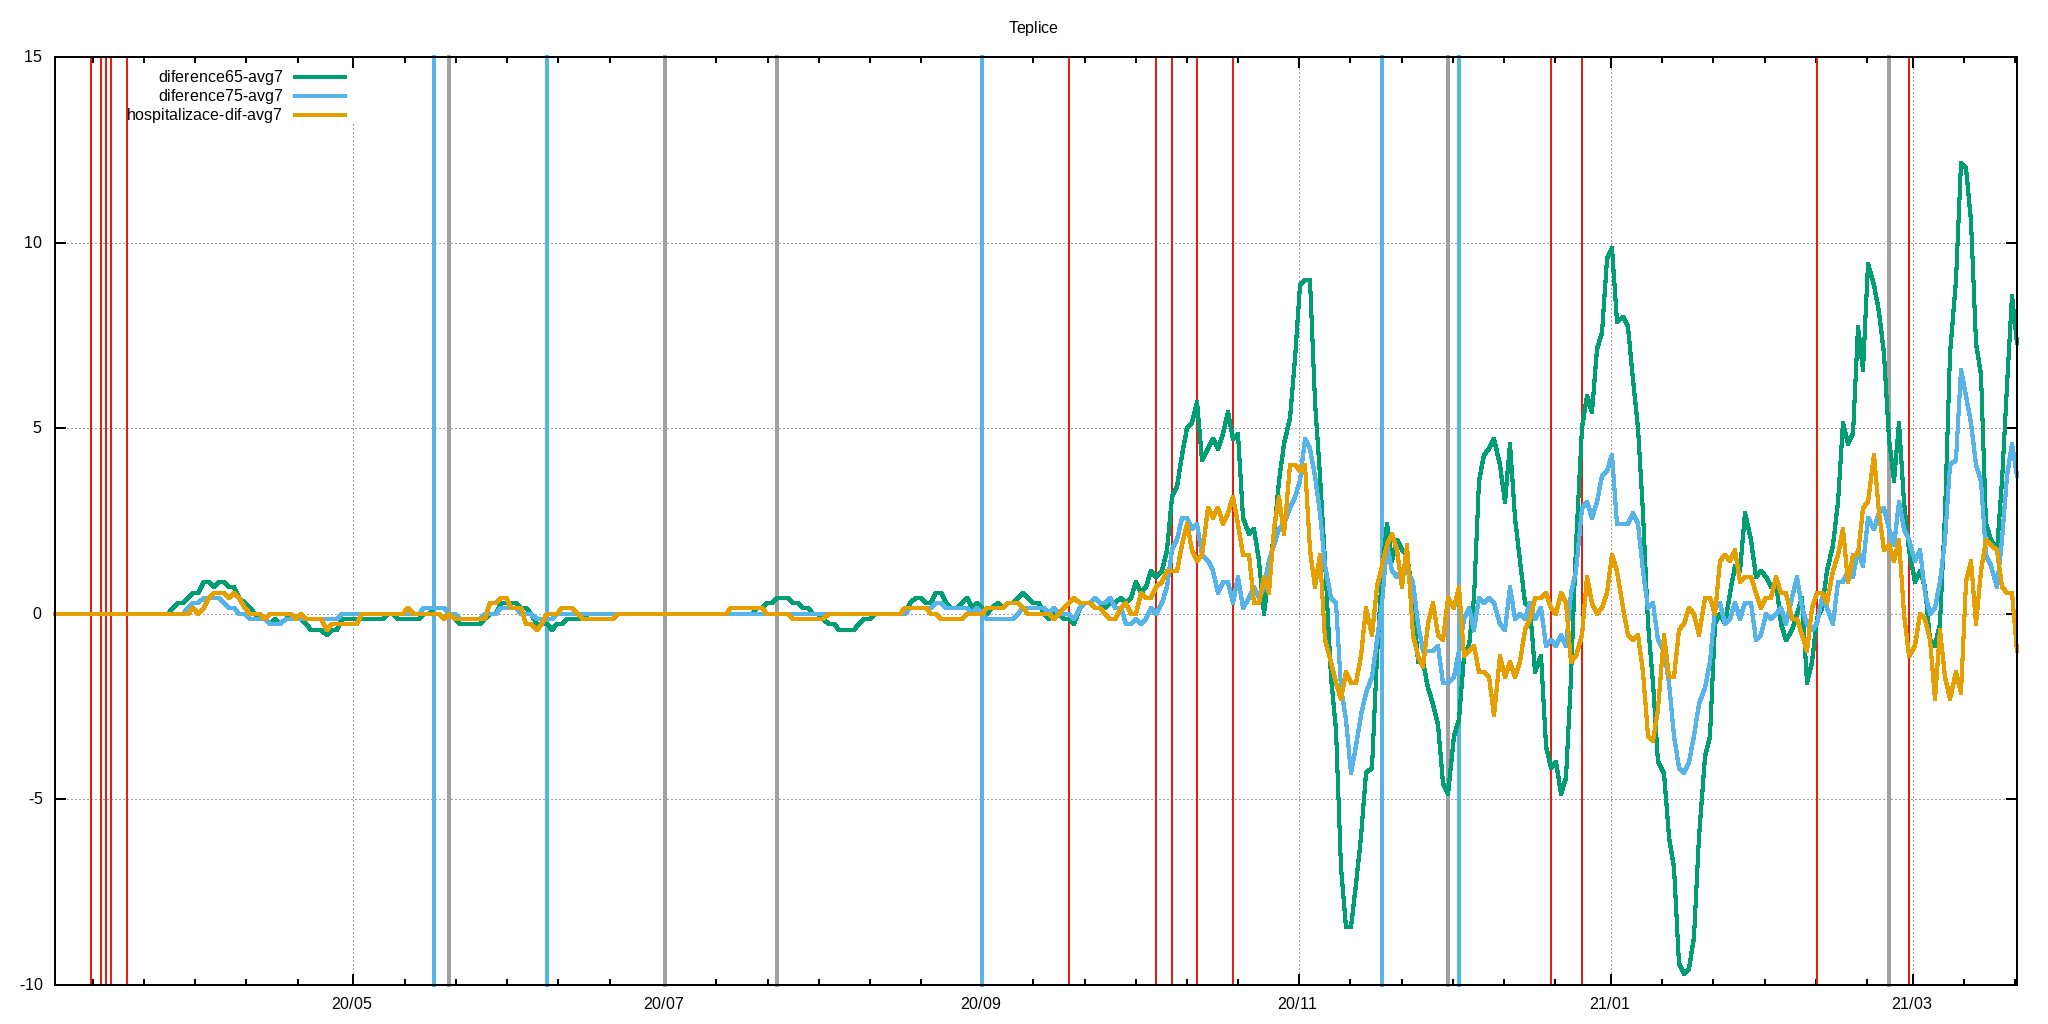 Teplice
15
diference65-avg7
diference75-avg7
hospitalizace-dif-avg7
10
5
0
-5
-10
20/05 20/07 20/09 20/11 21/01 21/03